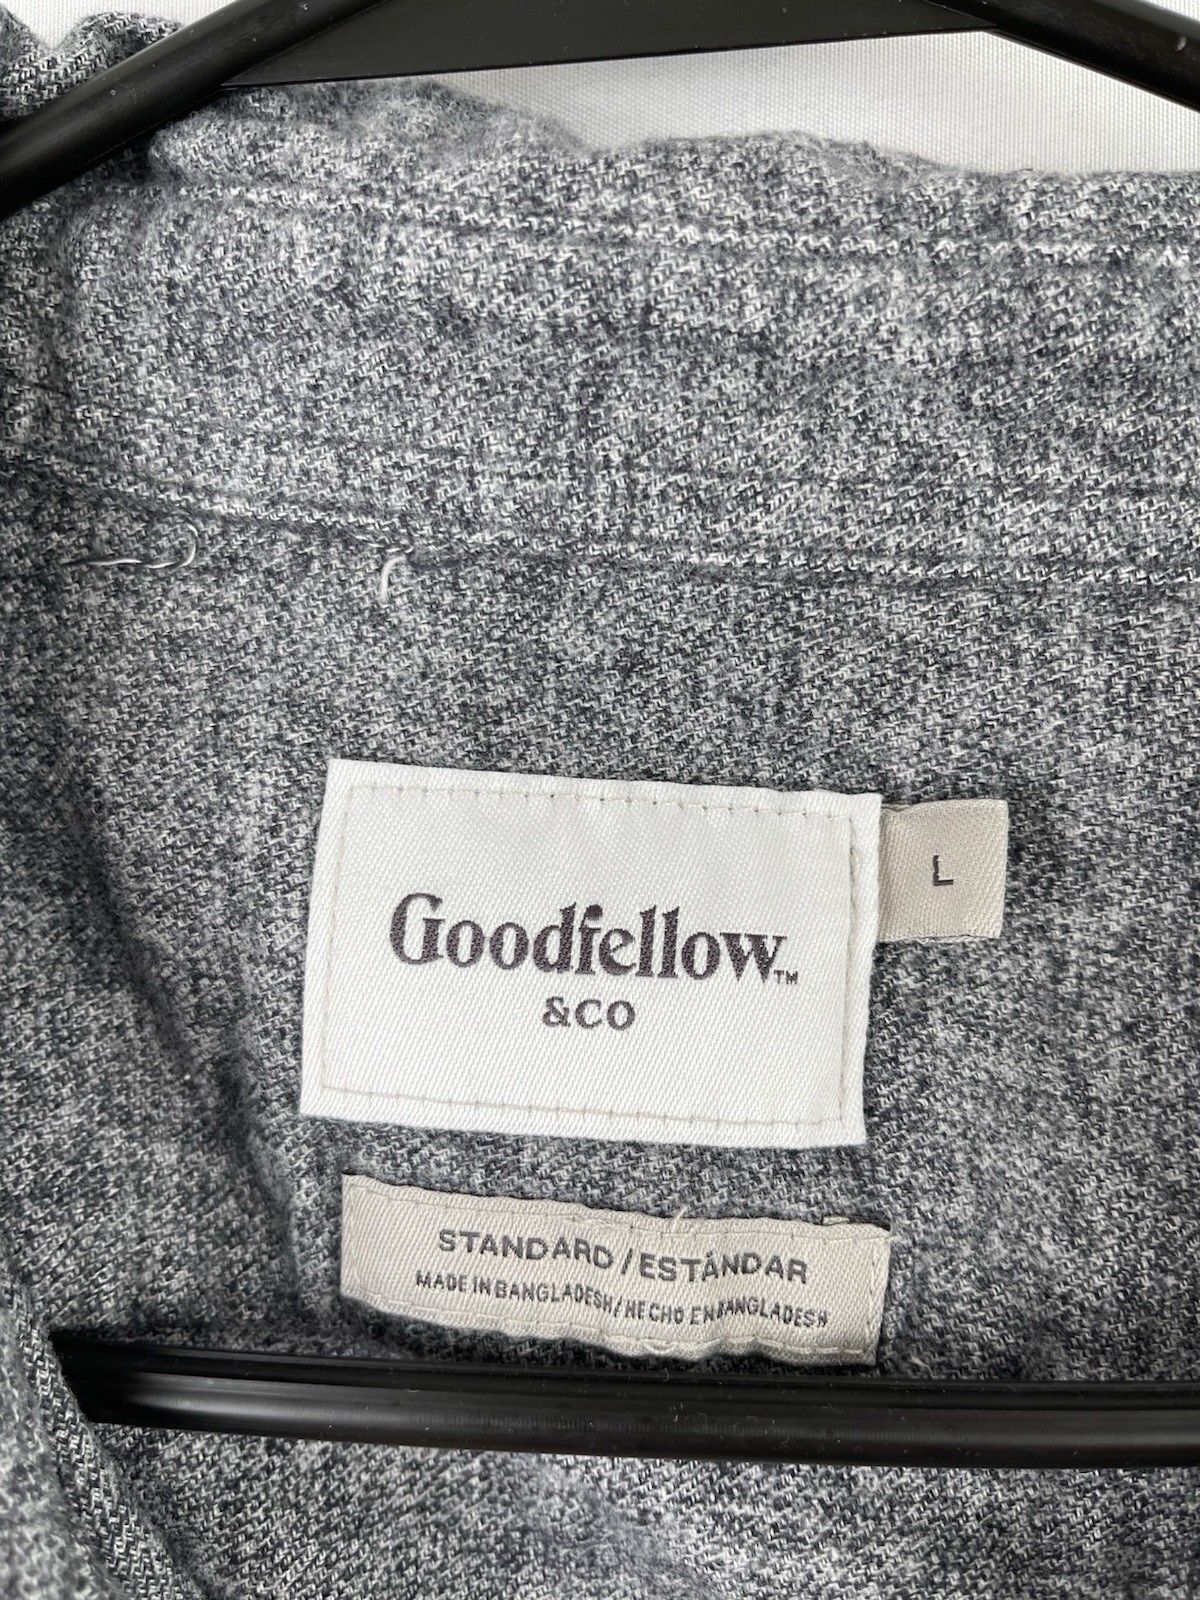 Goodfellow™
&CO
L
STANDARD/ESTÁNDAR
MADE IN BANGLADESH/HECHO EN BANGLADESH